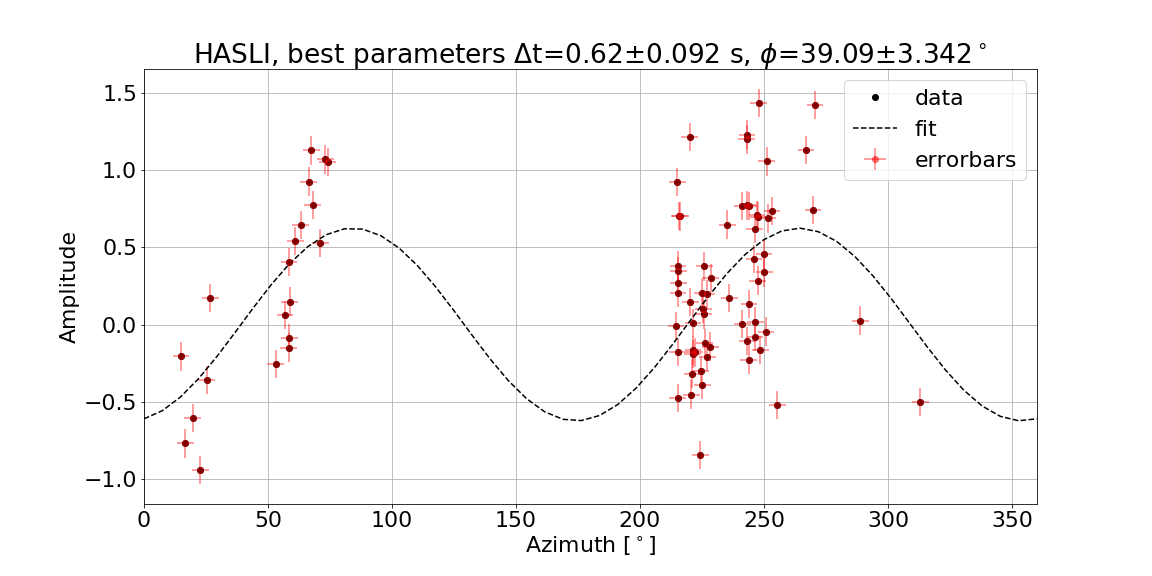 HASLI, best parameters Δt=0.62±0.092 s, ϕ=39.09±3.342°
1.5
1.0
0.5
0.0
−0.5
−1.0
Amplitude
data
fit
errorbars
0 50 100 150 200 250 300 350
Azimuth [°]